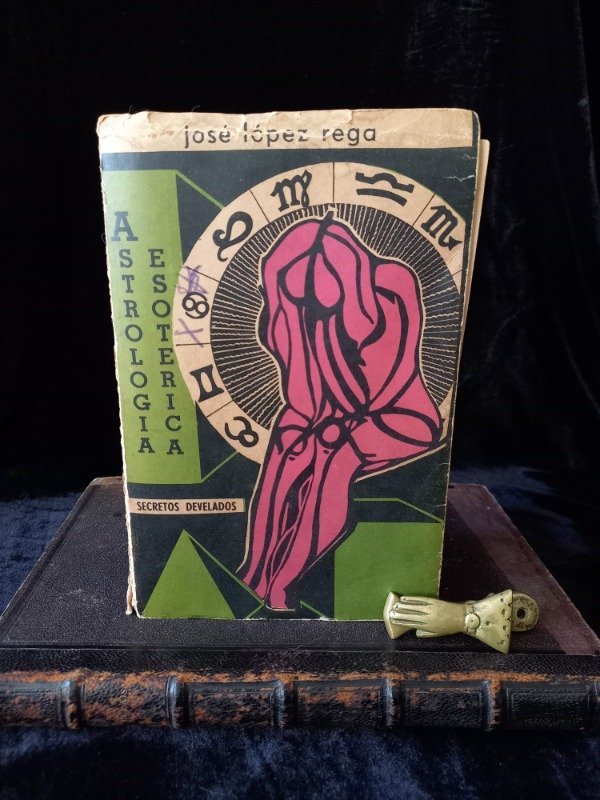 josé lópez rega
ASTROLOGIA
ESOTERICA
SECRETOS DEVELADOS